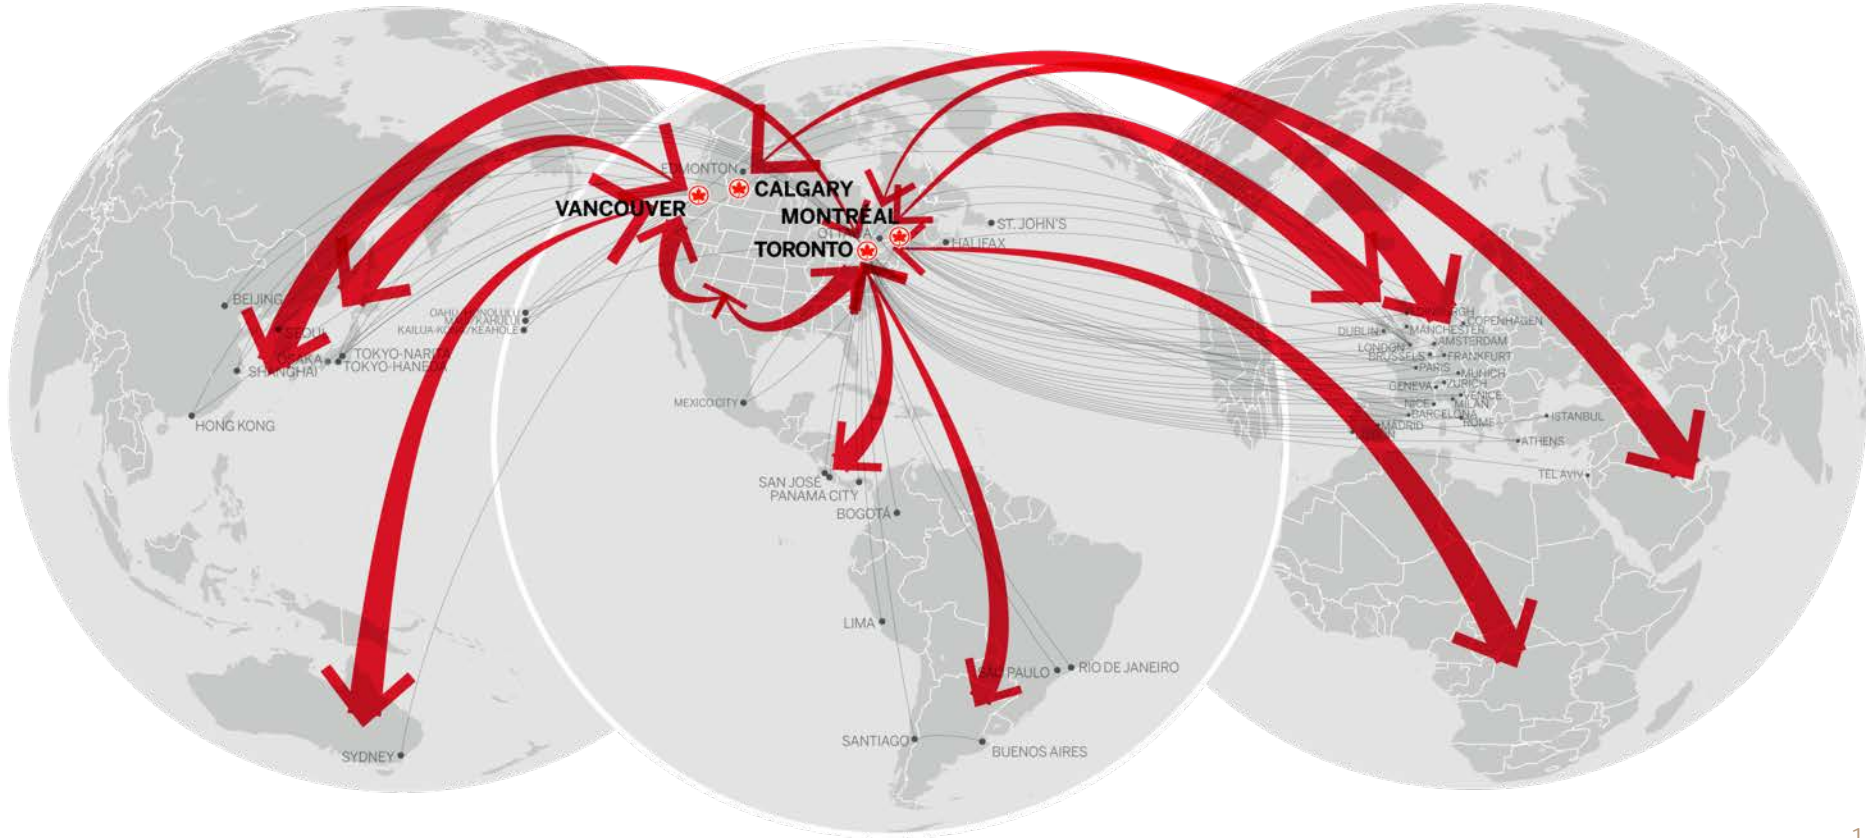 EDMONTON
CALGARY
VANCOUVER
MONTRÉAL
OTTAWA
TORONTO
ST. JOHN'S
HALIFAX
BEIJING
SEOUL
OSAKA
TOKYO-NARITA
TOKYO-HANEDA
SHANGHAI
HONG KONG
KAILUA-KONA/KEAHOLE
MEXICO CITY
SAN JOSÉ
PANAMA CITY
BOGOTÁ
LIMA
SÃO PAULO
RIO DE JANEIRO
SANTIAGO
BUENOS AIRES
SYDNEY
EDINBURGH
COPENHAGEN
DUBLIN
MANCHESTER
LONDON
AMSTERDAM
BRUSSELS
FRANKFURT
PARIS
MUNICH
GENEVA
ZURICH
VENICE
NICE
MILAN
BARCELONA
ROME
MADRID
ISTANBUL
ATHENS
TEL AVIV
1